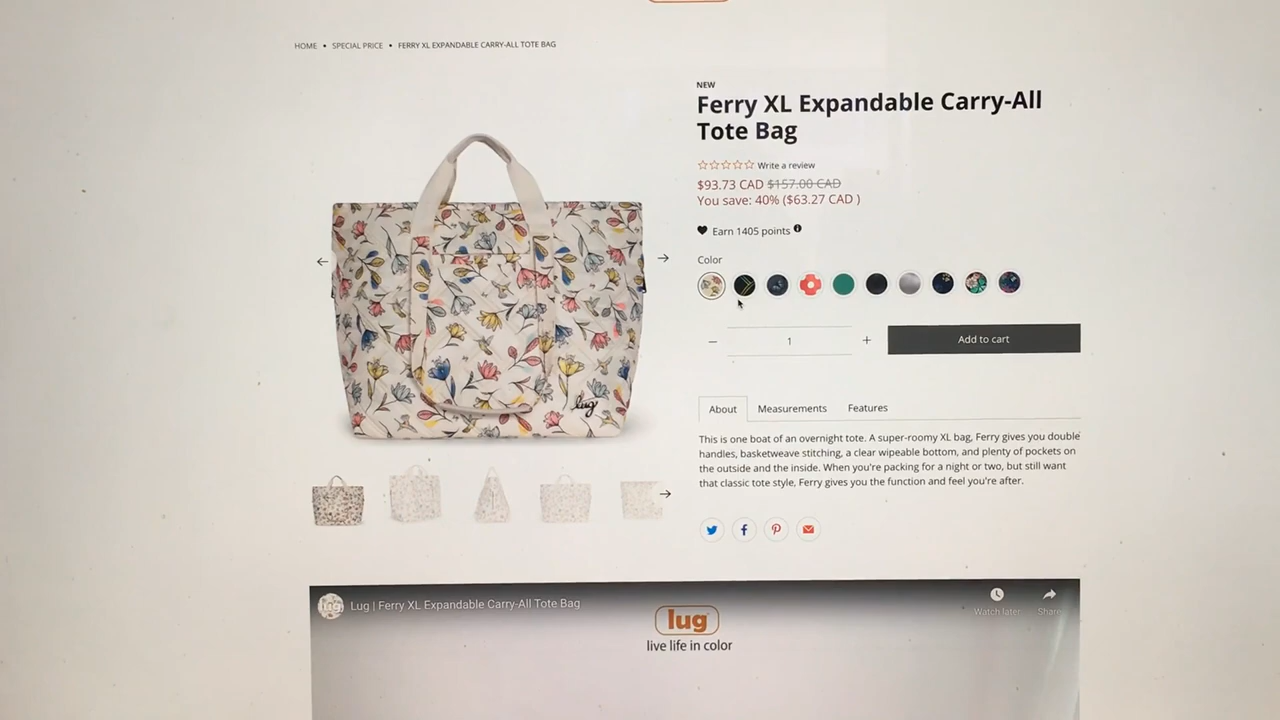 HOME • SPECIAL PRICE • FERRY XL EXPANDABLE CARRY-ALL TOTE BAG
NEW
Ferry XL Expandable Carry-All
Tote Bag
Write a review
$93.73 CAD $157.00 CAD
You save: 40% ($63.27 CAD )
Earn 1405 points
Color
lug
− 1 +
Add to cart
About Measurements Features
This is one boat of an overnight tote. A super-roomy XL bag, Ferry gives you double
handles, basketweave stitching, a clear wipeable bottom, and plenty of pockets on
the outside and the inside. When you're packing for a night or two, but still want
that classic tote style, Ferry gives you the function and feel you're after.
lug
Lug | Ferry XL Expandable Carry-All Tote Bag
Watch later
Share
lug
live life in color